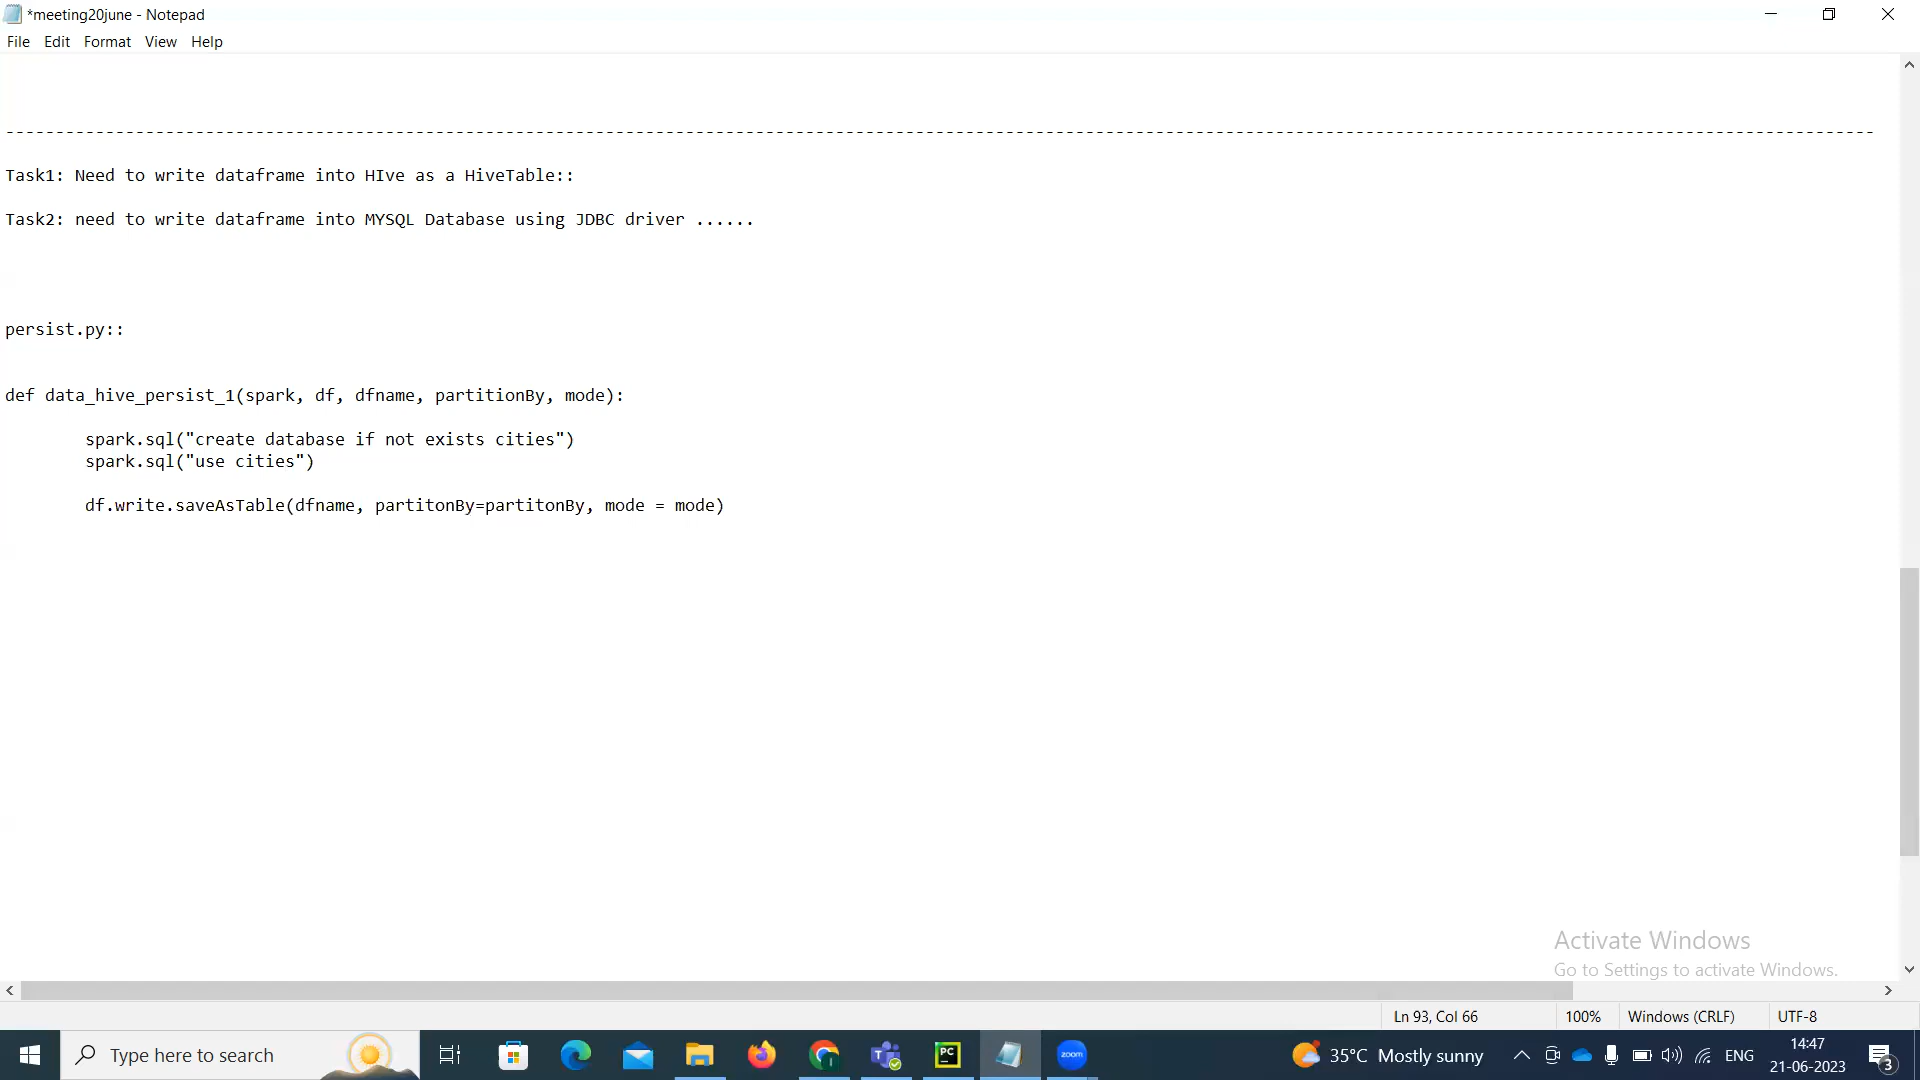 *meeting20june - Notepad
File Edit Format View Help
--------------------------------------------------------------------------------------------------------------------------------------------------------------------------------------------
Task1: Need to write dataframe into HIve as a HiveTable::
Task2: need to write dataframe into MYSQL Database using JDBC driver ......
persist.py::
def data_hive_persist_1(spark, df, dfname, partitionBy, mode):
spark.sql("create database if not exists cities")
spark.sql("use cities")
df.write.saveAsTable(dfname, partitonBy=partitonBy, mode = mode)
Activate Windows
Go to Settings to activate Windows.
Ln 93, Col 66 100% Windows (CRLF) UTF-8
Type here to search
PC
zoom
35°C Mostly sunny
ENG
14:47
21-06-2023
3